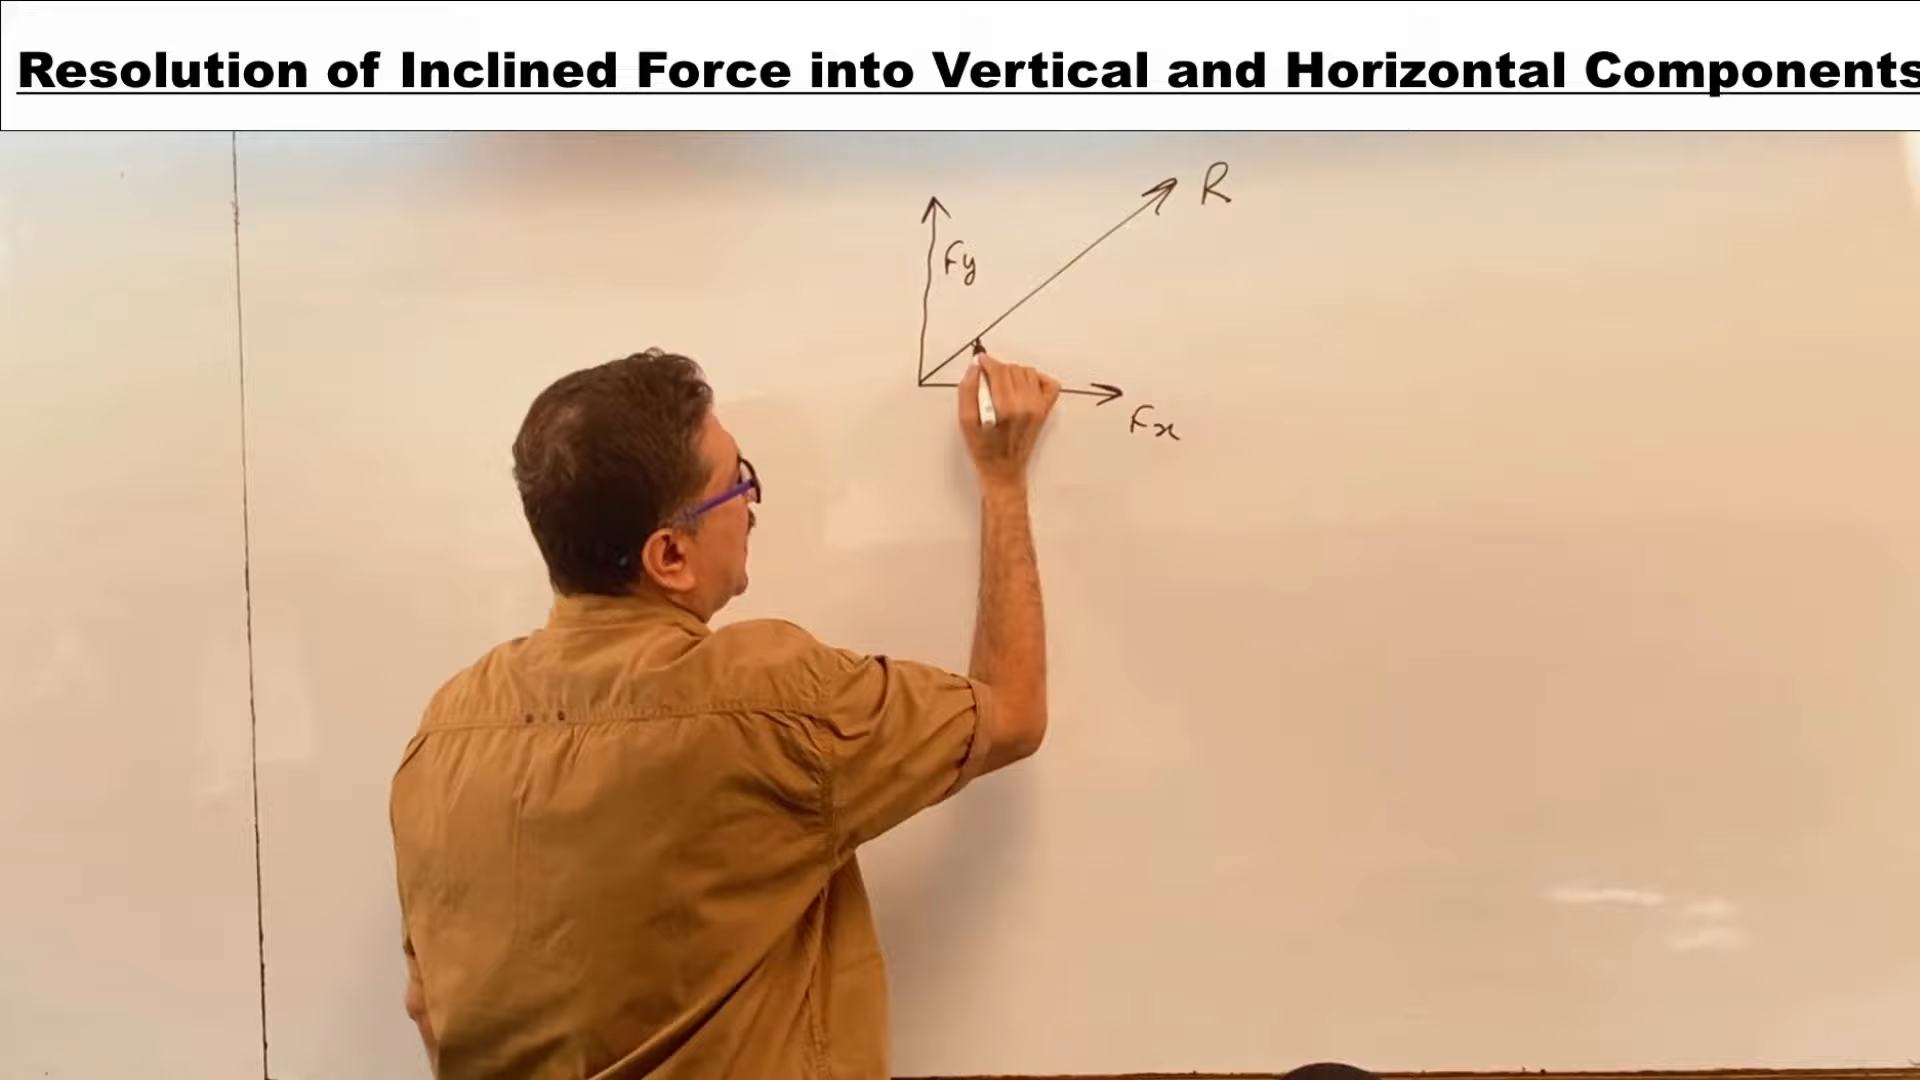 Resolution of Inclined Force into Vertical and Horizontal Components
R
Fy
Fx